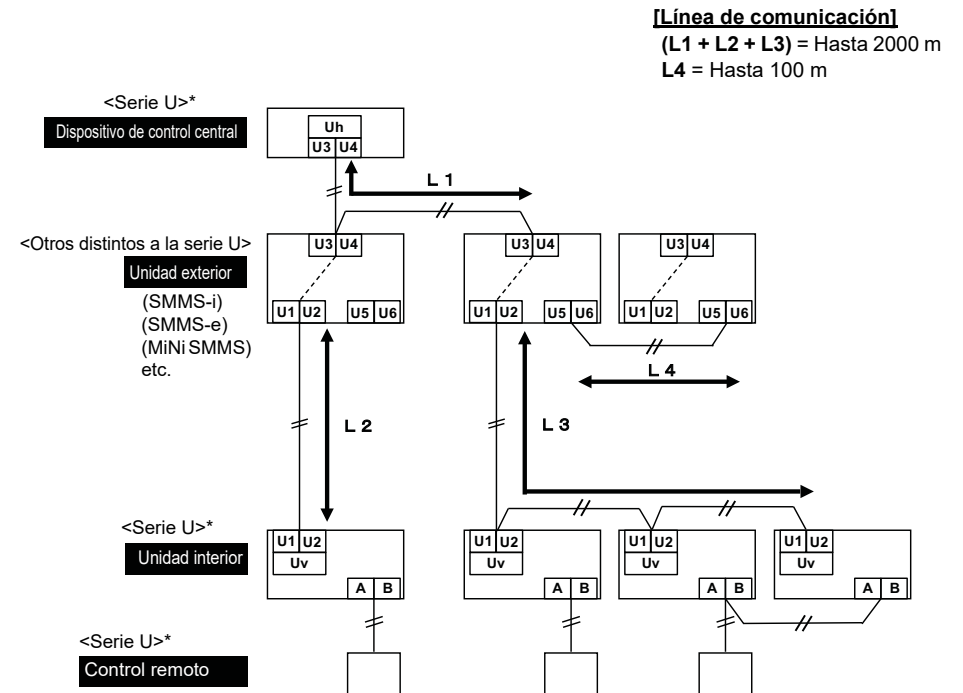 [Línea de comunicación]
(L1 + L2 + L3) = Hasta 2000 m
L4 = Hasta 100 m
<Serie U>*
Dispositivo de control central
Uh
U3 U4
L 1
<Otros distintos a la serie U>
Unidad exterior
(SMMS-i)
(SMMS-e)
(MiNi SMMS)
etc.
U3 U4
U1 U2 U5 U6
U3 U4
U1 U2 U5 U6
U3 U4
U1 U2 U5 U6
L 4
L 2
L 3
<Serie U>*
Unidad interior
U1 U2
Uv
A B
U1 U2
Uv
A B
U1 U2
Uv
A B
U1 U2
Uv
A B
<Serie U>*
Control remoto